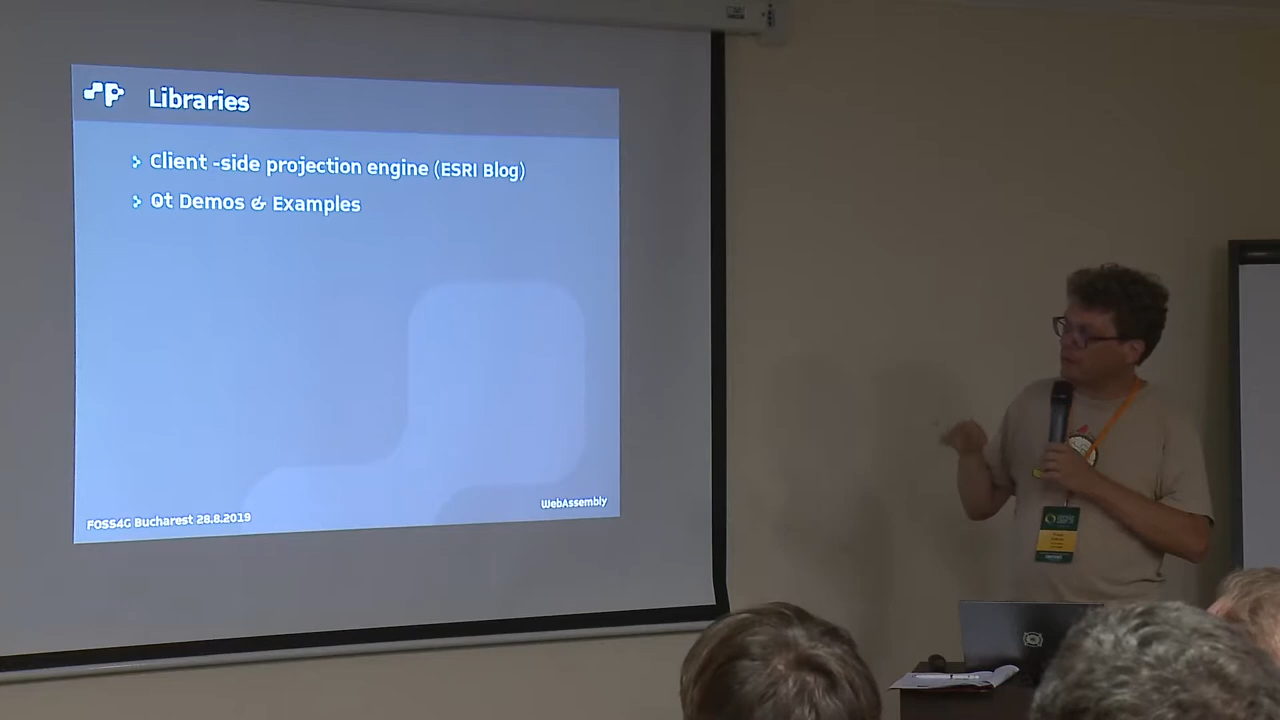 Libraries
Client -side projection engine (ESRI Blog)
Qt Demos & Examples
WebAssembly
FOSS4G Bucharest 28.8.2019